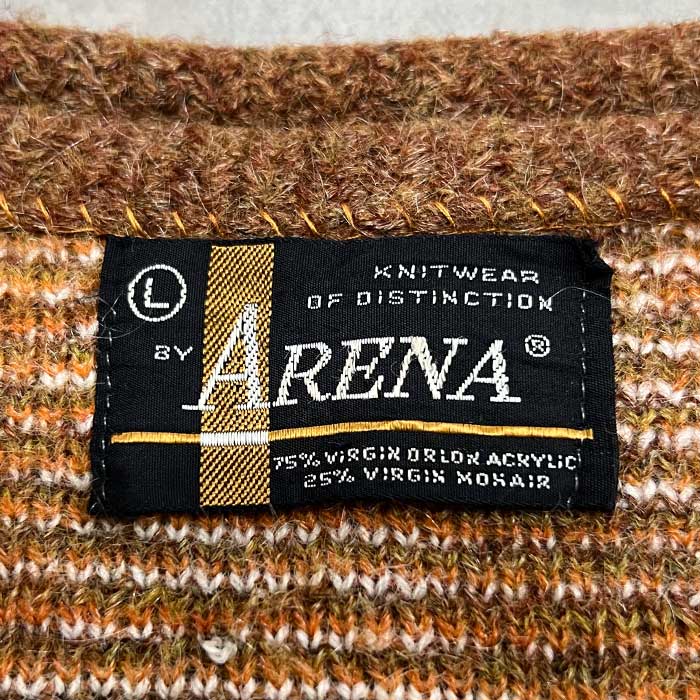 L
KNITWEAR
OF DISTINCTION
BY ARENA®
75% VIRGIN ORLON ACRYLIC
25% VIRGIN MOHAIR